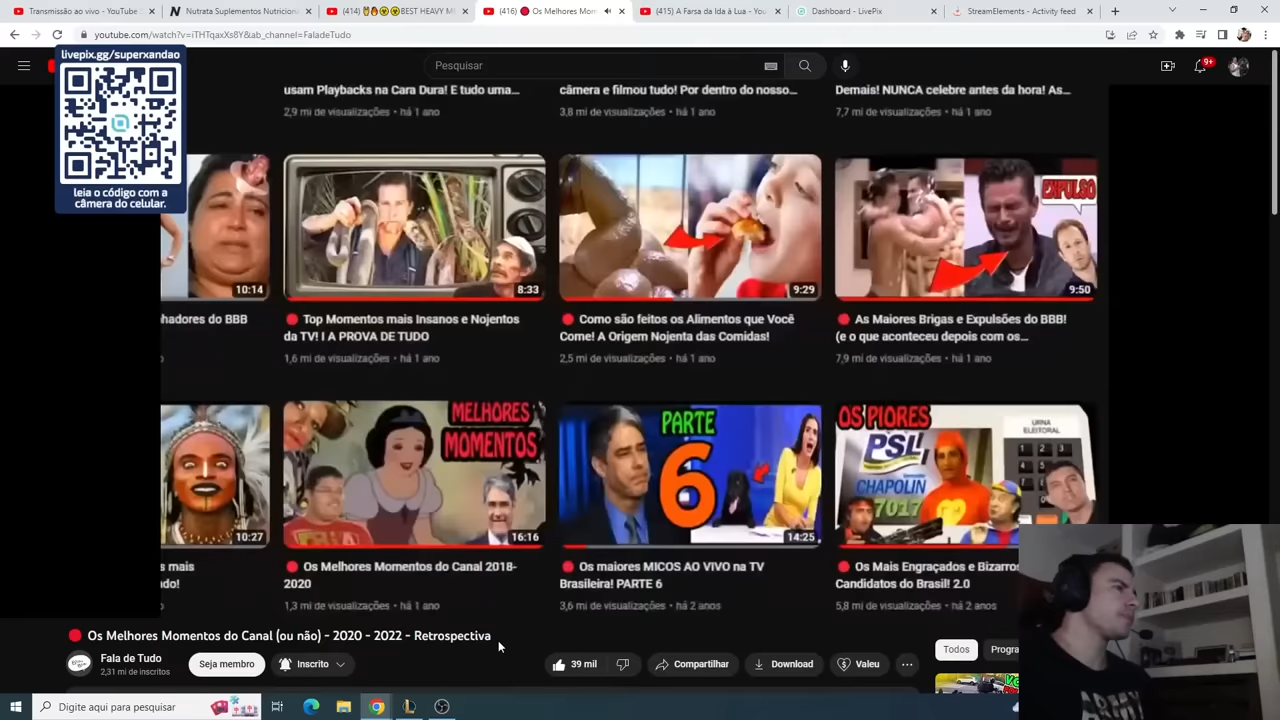 (416) Os Melhores Mom
Transmissão ao vivo - YouTube
Nutrata Suplementos Nutriciona
(414) BEST HEAVY M
(415) A Farsa da Ida à Lua - You
Dashboard - LivePix
StreamElements - Activity feed
youtube.com/watch?v=iTHTqaxXs8Y&ab_channel=FaladeTudo
livepix.gg/superxandao
leia o código com a
câmera do celular.
Pesquisar
9+
usam Playbacks na Cara Dura! E tudo uma...
2,9 mi de visualizações • há 1 ano
câmera e filmou tudo! Por dentro do nosso...
3,8 mi de visualizações • há 1 ano
Demais! NUNCA celebre antes da hora! As...
7,7 mi de visualizações • há 1 ano
10:14
8:33
9:29
EXPULSO
9:50
hadores do BBB
Top Momentos mais Insanos e Nojentos
da TV! I A PROVA DE TUDO
1,6 mi de visualizações • há 1 ano
Como são feitos os Alimentos que Você
Come! A Origem Nojenta das Comidas!
2,5 mi de visualizações • há 1 ano
As Maiores Brigas e Expulsões do BBB!
(e o que aconteceu depois com os...
7,9 mi de visualizações • há 1 ano
10:27
MELHORES
MOMENTOS
16:16
PARTE
6
14:25
OS PIORES
PSL
CHAPOLIN
7017
URNA
ELEITORAL
1 2 3
s mais
do!
Os Melhores Momentos do Canal 2018-
2020
1,3 mi de visualizações • há 1 ano
Os maiores MICOS AO VIVO na TV
Brasileira! PARTE 6
3,6 mi de visualizações • há 2 anos
Os Mais Engraçados e Bizarros
Candidatos do Brasil! 2.0
5,8 mi de visualizações • há 2 anos
Os Melhores Momentos do Canal (ou não) - 2020 - 2022 - Retrospectiva
Fala de Tudo
2,31 mi de inscritos
Seja membro
Inscrito
39 mil
Compartilhar
Download
Valeu
Todos
Progra
Digite aqui para pesquisar